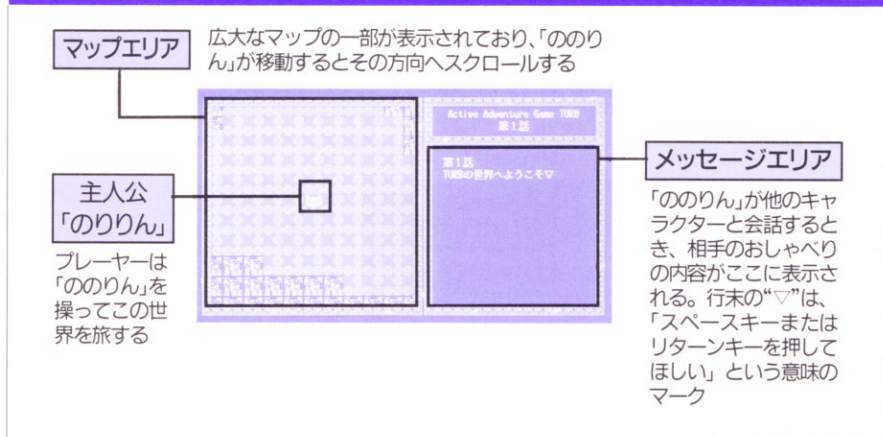 マップエリア
広大なマップの一部が表示されており、「ののり
ん」が移動するとその方向へスクロールする
Active Adventure Game TURB
第1話
第1話
TURBの世界へようこそ▽
主人公
「のりりん」
プレーヤーは
「ののりん」を
操ってこの世
界を旅する
メッセージエリア
「ののりん」が他のキャ
ラクターと会話すると
き、相手のおしゃべり
の内容がここに表示さ
れる。行末の“▽”は、
「スペースキーまたは
リターンキーを押して
ほしい」という意味の
マーク